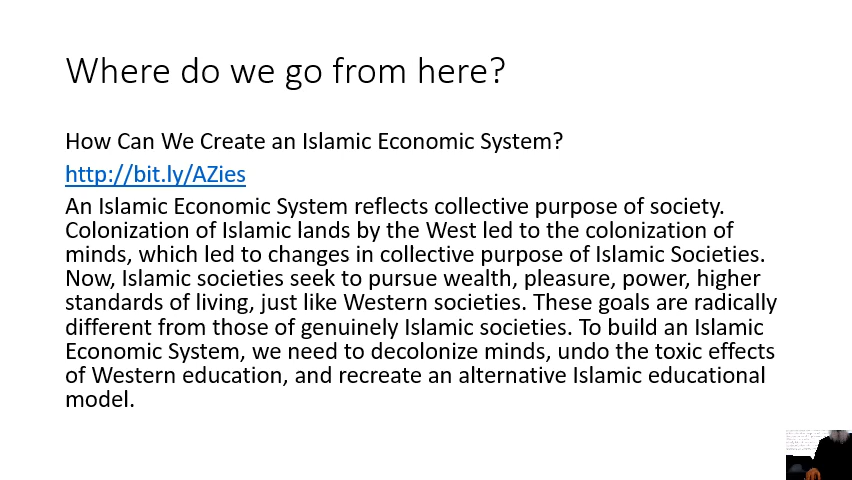 Where do we go from here?
How Can We Create an Islamic Economic System?
http://bit.ly/AZies
An Islamic Economic System reflects collective purpose of society.
Colonization of Islamic lands by the West led to the colonization of
minds, which led to changes in collective purpose of Islamic Societies.
Now, Islamic societies seek to pursue wealth, pleasure, power, higher
standards of living, just like Western societies. These goals are radically
different from those of genuinely Islamic societies. To build an Islamic
Economic System, we need to decolonize minds, undo the toxic effects
of Western education, and recreate an alternative Islamic educational
model.